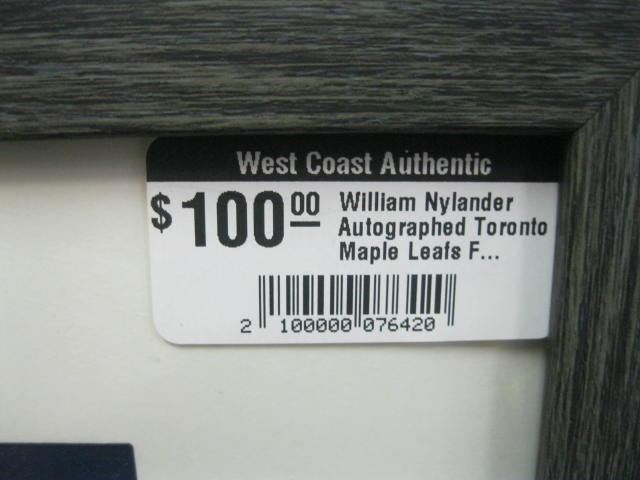 West Coast Authentic
$100.00 William Nylander
Autographed Toronto
Maple Leafs F...
2 100000 076420